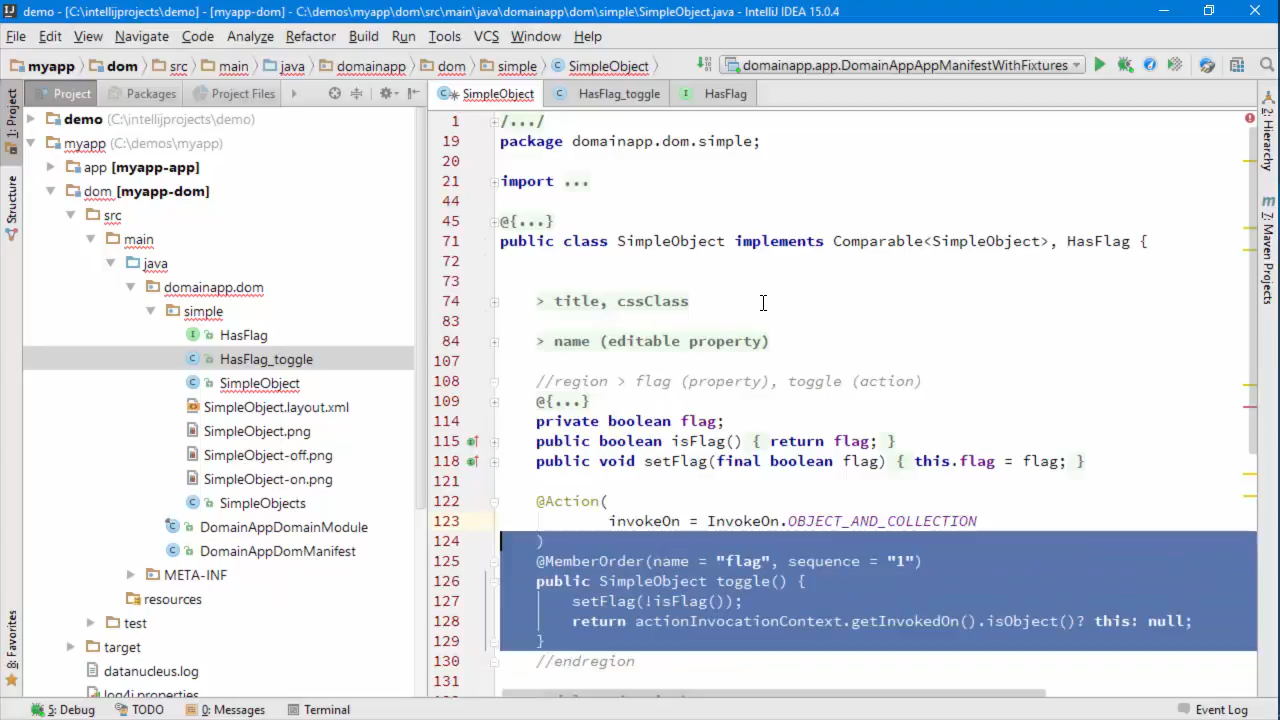 demo - [C:\intellijprojects\demo] - [myapp-dom] - C:\demos\myapp\dom\src\main\java\domainapp\dom\simple\SimpleObject.java - IntelliJ IDEA 15.0.4
File Edit View Navigate Code Analyze Refactor Build Run Tools VCS Window Help
myapp dom src main java domainapp dom simple SimpleObject domainapp.app.DomainAppAppManifestWithFixtures
1: Project
Structure
8: Favorites
Project Packages Project Files
demo (C:\intellijprojects\demo)
myapp (C:\demos\myapp)
app [myapp-app]
dom [myapp-dom]
src
main
java
domainapp.dom
simple
HasFlag
HasFlag_toggle
SimpleObject
SimpleObject.layout.xml
SimpleObject.png
SimpleObject-off.png
SimpleObject-on.png
SimpleObjects
DomainAppDomainModule
DomainAppDomManifest
META-INF
resources
test
target
datanucleus.log
log4j.properties
SimpleObject HasFlag_toggle HasFlag
1 /.../
19 package domainapp.dom.simple;
20
21 import ...
44
45 @{...}
71 public class SimpleObject implements Comparable<SimpleObject>, HasFlag {
72
73
74 > title, cssClass
83
84 > name (editable property)
107
108 //region > flag (property), toggle (action)
109 @{...}
114 private boolean flag;
115 public boolean isFlag() { return flag; }
118 public void setFlag(final boolean flag) { this.flag = flag; }
121
122 @Action(
123 invokeOn = InvokeOn.OBJECT_AND_COLLECTION
124 )
125 @MemberOrder(name = "flag", sequence = "1")
126 public SimpleObject toggle() {
127 setFlag(!isFlag());
128 return actionInvocationContext.getInvokedOn().isObject()? this: null;
129 }
130 //endregion
131
2: Hierarchy
7: Maven Projects
5: Debug TODO 0: Messages Terminal Event Log